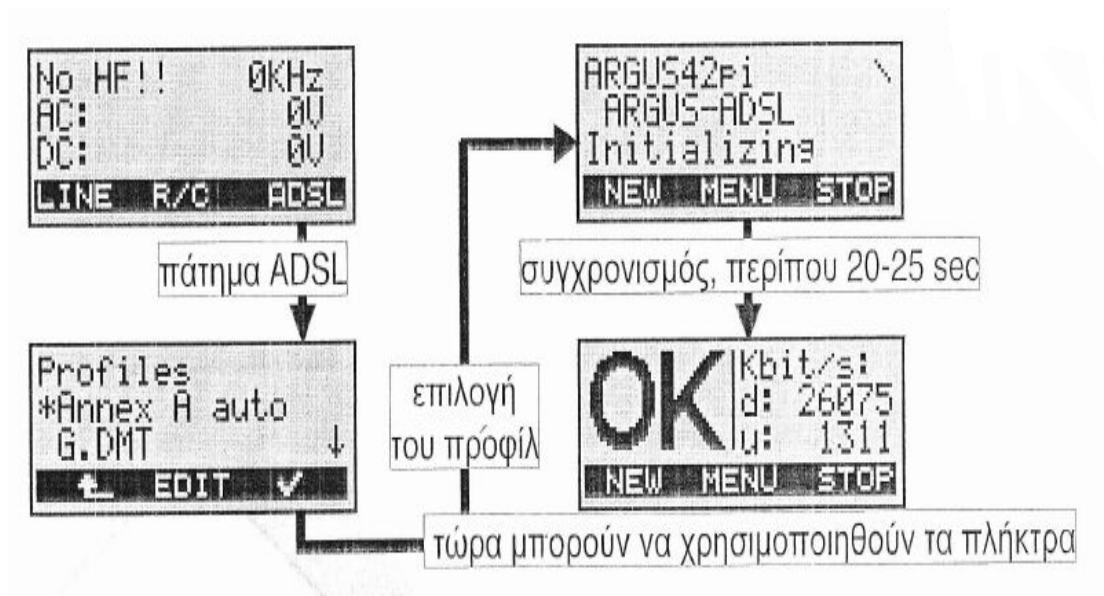 No HF!! 0KHz
AC: 0V
DC: 0V
LINE R/C ADSL
πάτημα ADSL
Profiles
*Annex A auto
G.DMT ↓
EDIT ✓
επιλογή
του προφίλ
ARGUS42pi \
ARGUS-ADSL
Initializing
NEW MENU STOP
συγχρονισμός, περίπου 20-25 sec
OK Kbit/s:
d: 26075
u: 1311
NEW MENU STOP
τώρα μπορούν να χρησιμοποιηθούν τα πλήκτρα